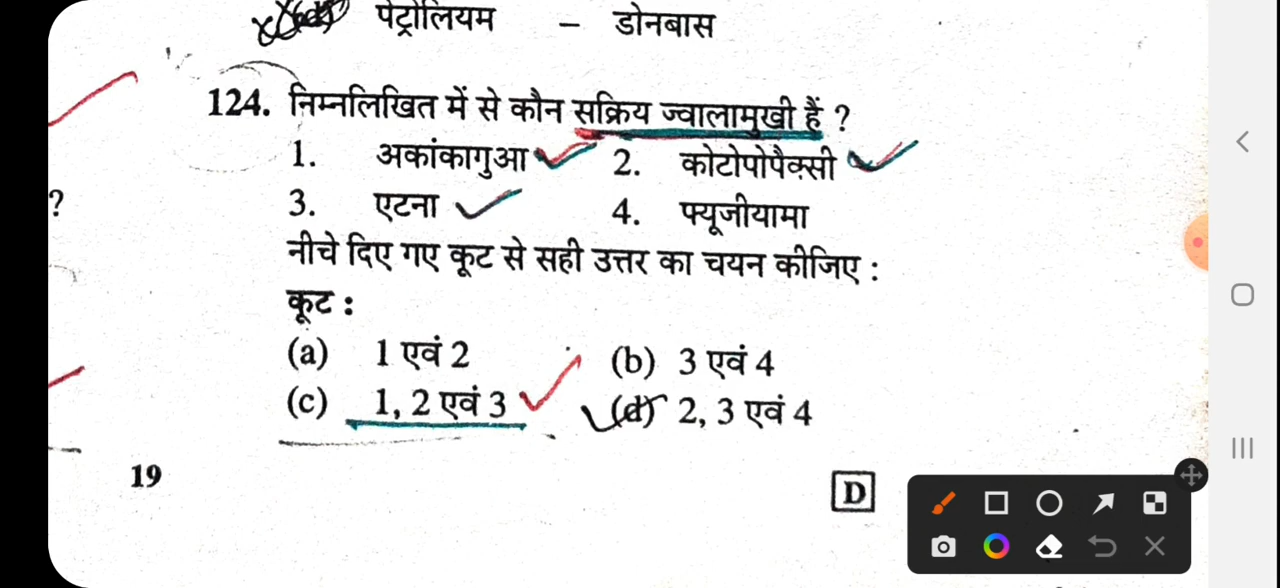 पेट्रोलियम – डोनबास
124. निम्नलिखित में से कौन सक्रिय ज्वालामुखी हैं ?
1. अकांकागुआ 2. कोटोपोपैक्सी
3. एटना 4. फ्यूजीयामा
?
नीचे दिए गए कूट से सही उत्तर का चयन कीजिए :
कूट :
(a) 1 एवं 2 (b) 3 एवं 4
(c) 1, 2 एवं 3 (d) 2, 3 एवं 4
19 D